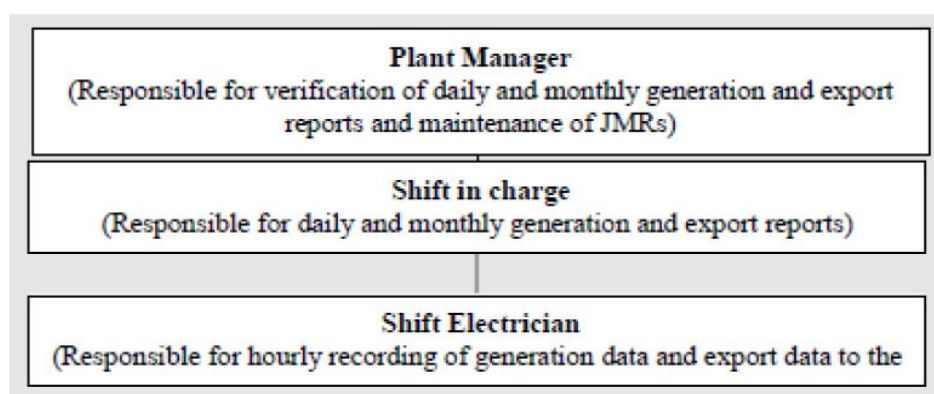 Plant Manager
(Responsible for verification of daily and monthly generation and export
reports and maintenance of JMRs)
Shift in charge
(Responsible for daily and monthly generation and export reports)
Shift Electrician
(Responsible for hourly recording of generation data and export data to the